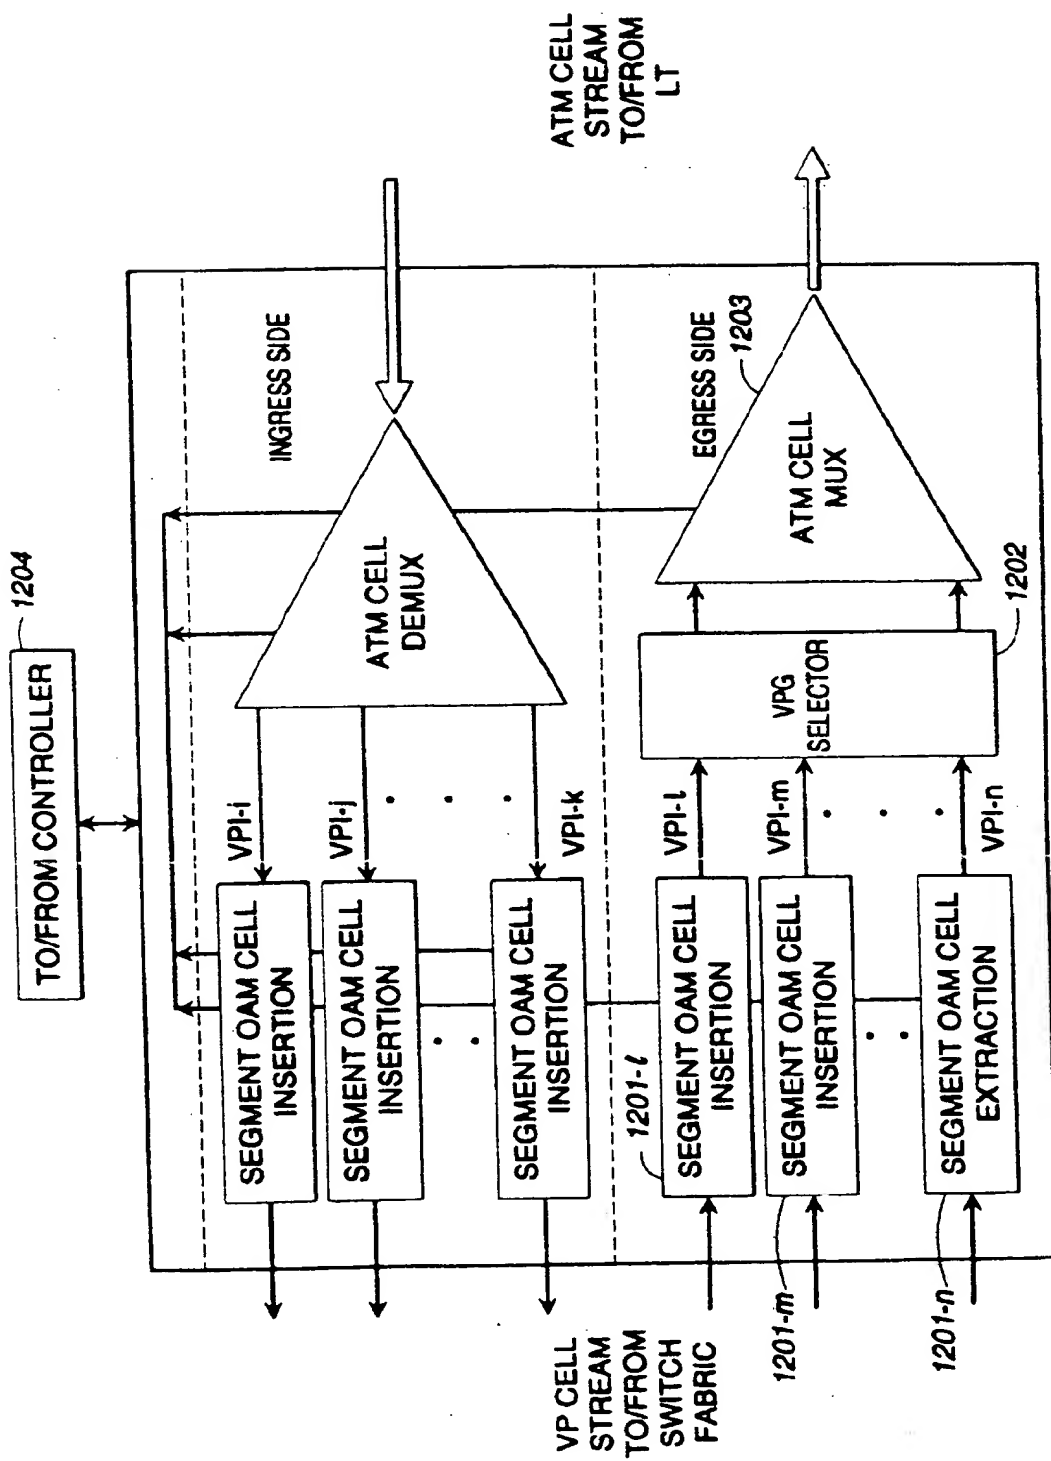 TO/FROM CONTROLLER
1204
INGRESS SIDE
ATM CELL
DEMUX
VPI-i
VPI-j
VPI-k
SEGMENT OAM CELL
INSERTION
SEGMENT OAM CELL
INSERTION
SEGMENT OAM CELL
INSERTION
ATM CELL
STREAM
TO/FROM
LT
VP CELL
STREAM
TO/FROM
SWITCH
FABRIC
EGRESS SIDE
1203
ATM CELL
MUX
VPG
SELECTOR
1202
VPI-l
VPI-m
VPI-n
1201-l
SEGMENT OAM CELL
INSERTION
SEGMENT OAM CELL
INSERTION
1201-m
SEGMENT OAM CELL
EXTRACTION
1201-n